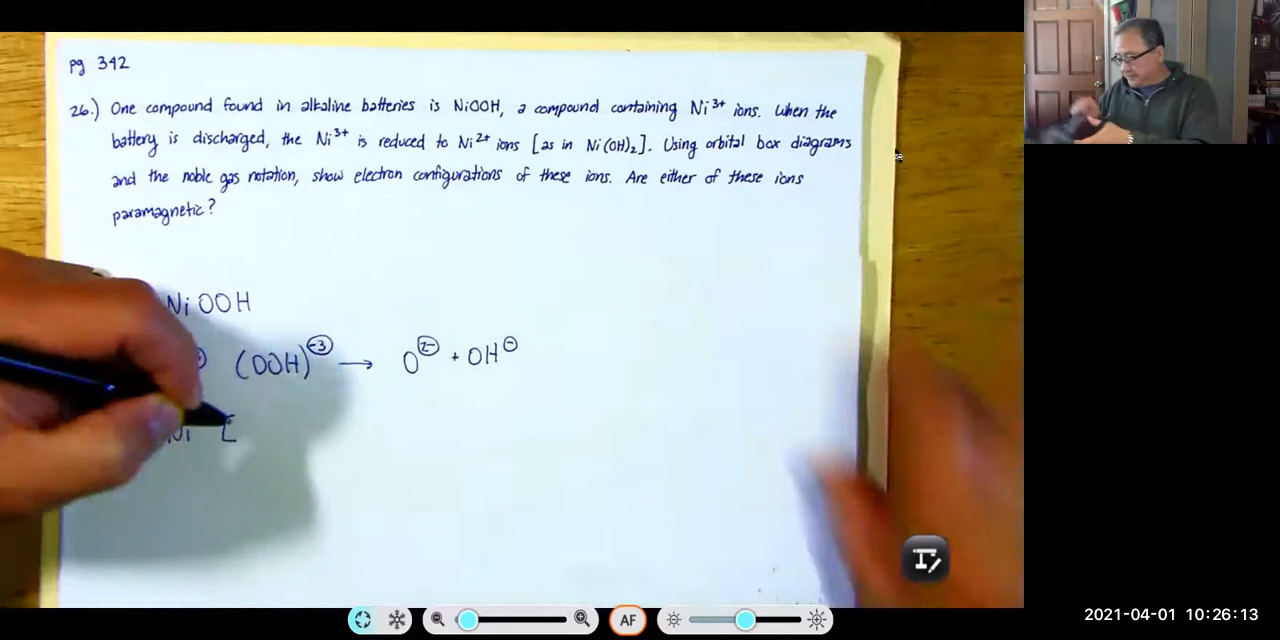 pg 342
26.) One compound found in alkaline batteries is NiOOH, a compound containing Ni³⁺ ions. When the
battery is discharged, the Ni³⁺ is reduced to Ni²⁺ ions [as in Ni(OH)₂]. Using orbital box diagrams
and the noble gas notation, show electron configurations of these ions. Are either of these ions
paramagnetic?
NiOOH
(OOH)⁻³ → O²⁻ + OH⁻
Ni [
AF
2021-04-01 10:26:13